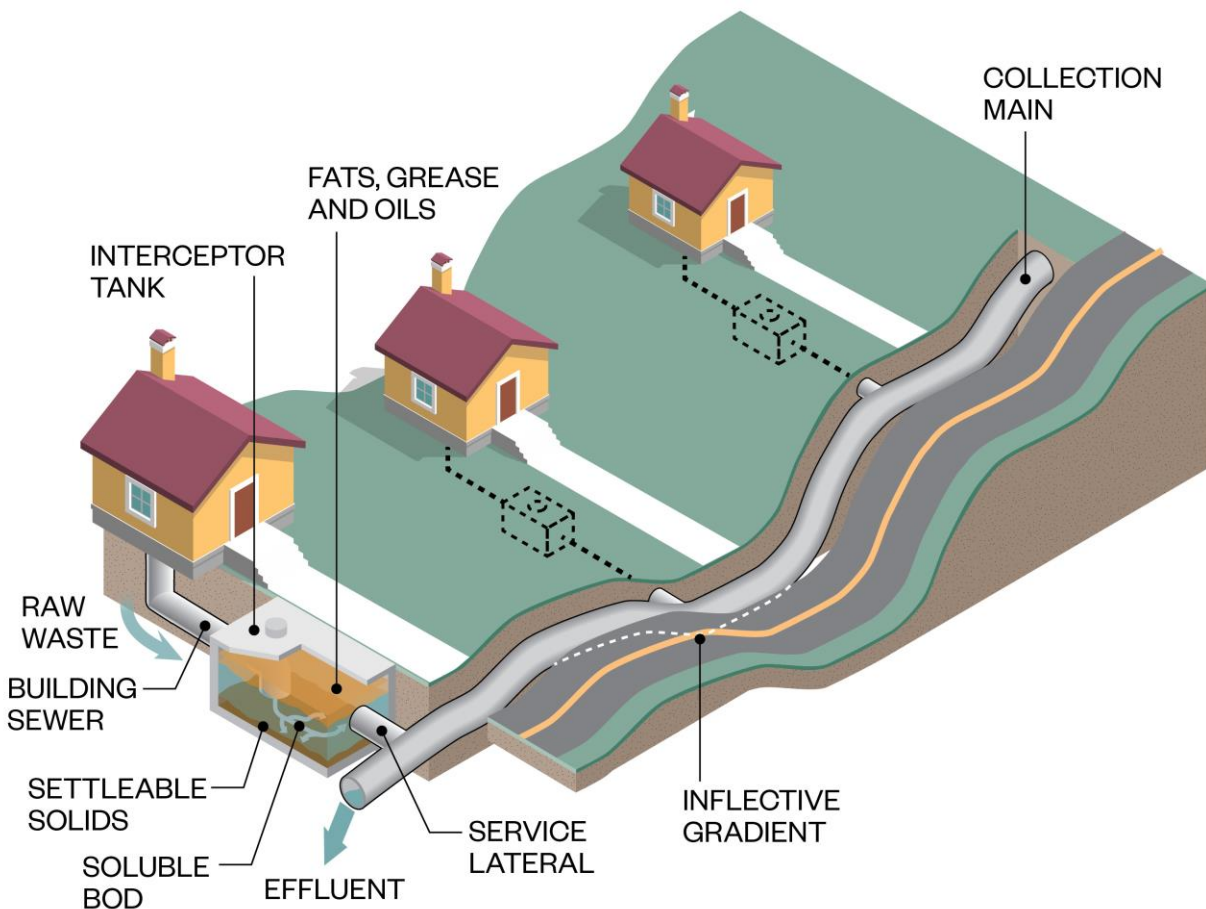 COLLECTION
MAIN
FATS, GREASE
AND OILS
INTERCEPTOR
TANK
RAW
WASTE
BUILDING
SEWER
SETTLEABLE
SOLIDS
SOLUBLE
BOD
EFFLUENT
SERVICE
LATERAL
INFLECTIVE
GRADIENT